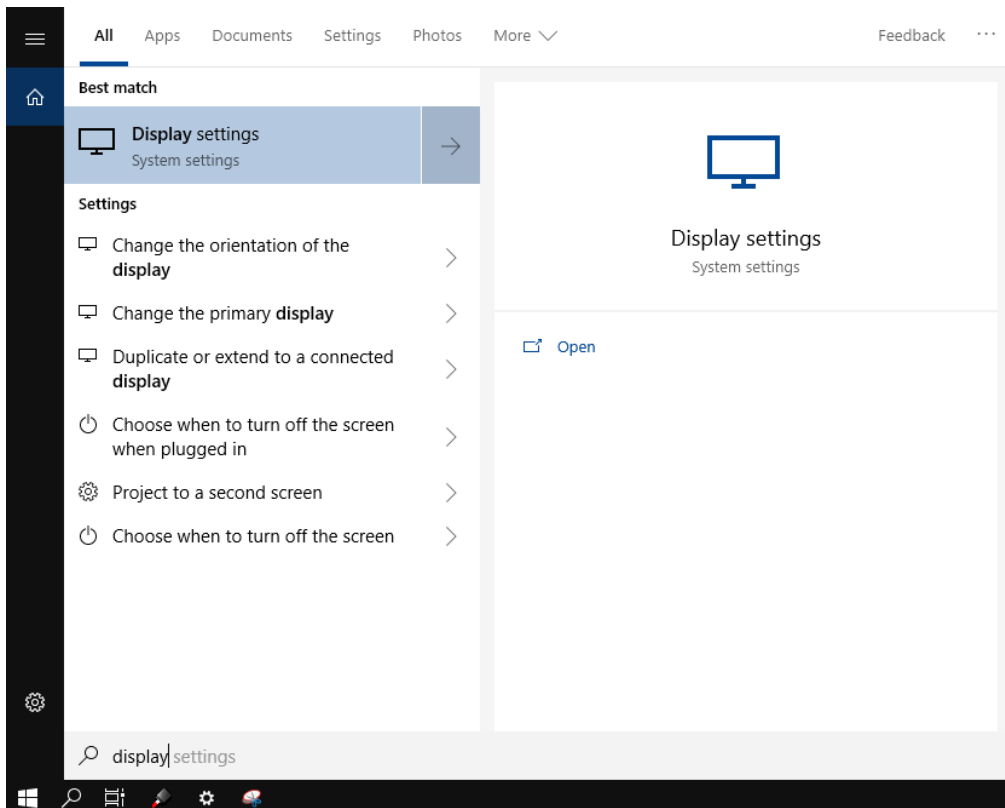 All Apps Documents Settings Photos More Feedback ...
Best match
Display settings
System settings
Settings
Change the orientation of the
display
Change the primary display
Duplicate or extend to a connected
display
Choose when to turn off the screen
when plugged in
Project to a second screen
Choose when to turn off the screen
Display settings
System settings
Open
display settings